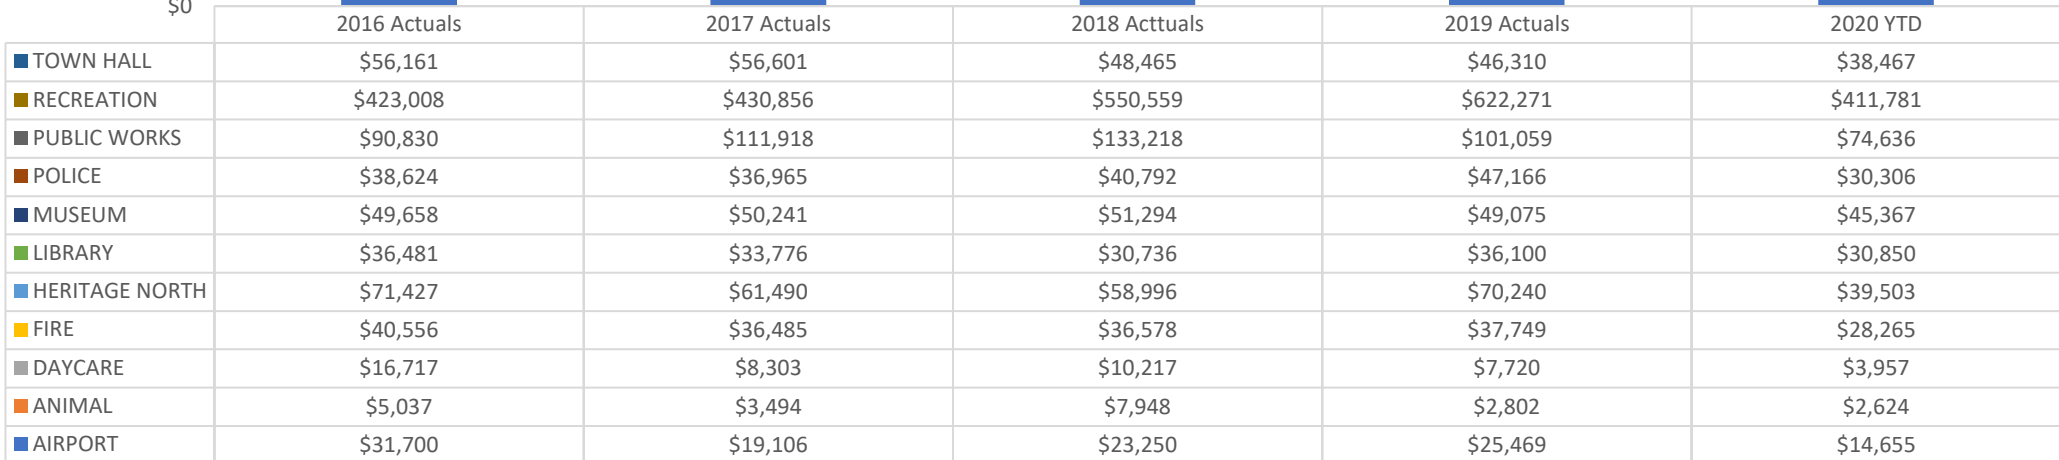 $0
2016 Actuals 2017 Actuals 2018 Acttuals 2019 Actuals 2020 YTD
TOWN HALL $56,161 $56,601 $48,465 $46,310 $38,467
RECREATION $423,008 $430,856 $550,559 $622,271 $411,781
PUBLIC WORKS $90,830 $111,918 $133,218 $101,059 $74,636
POLICE $38,624 $36,965 $40,792 $47,166 $30,306
MUSEUM $49,658 $50,241 $51,294 $49,075 $45,367
LIBRARY $36,481 $33,776 $30,736 $36,100 $30,850
HERITAGE NORTH $71,427 $61,490 $58,996 $70,240 $39,503
FIRE $40,556 $36,485 $36,578 $37,749 $28,265
DAYCARE $16,717 $8,303 $10,217 $7,720 $3,957
ANIMAL $5,037 $3,494 $7,948 $2,802 $2,624
AIRPORT $31,700 $19,106 $23,250 $25,469 $14,655